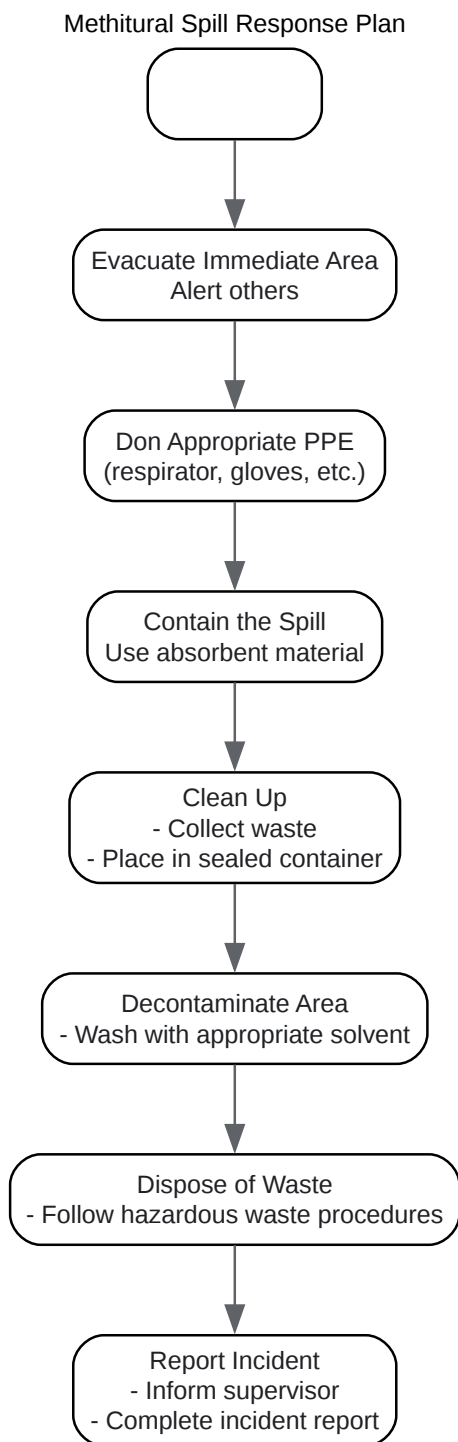 Methitural Spill Response Plan
Evacuate Immediate Area
Alert others
Don Appropriate PPE
(respirator, gloves, etc.)
Contain the Spill
Use absorbent material
Clean Up
- Collect waste
- Place in sealed container
Decontaminate Area
- Wash with appropriate solvent
Dispose of Waste
- Follow hazardous waste procedures
Report Incident
- Inform supervisor
- Complete incident report